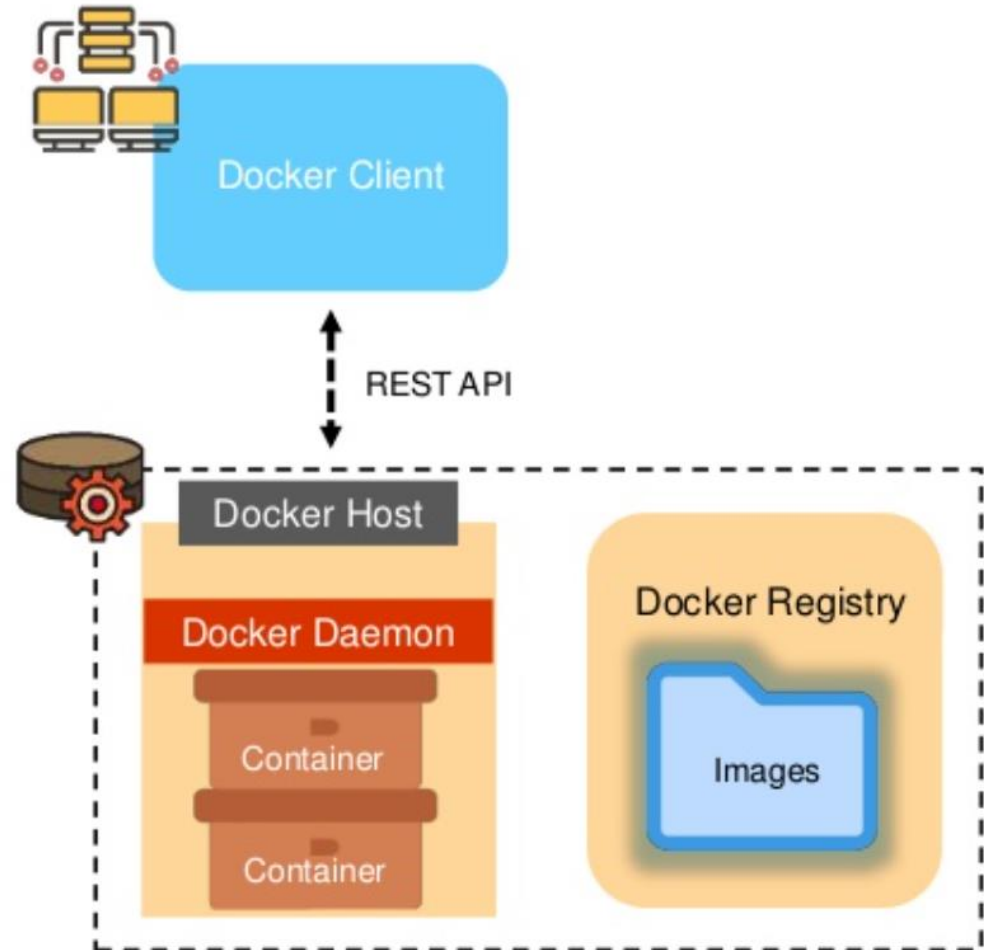 Docker Client
REST API
Docker Host
Docker Daemon
Container
Container
Docker Registry
Images